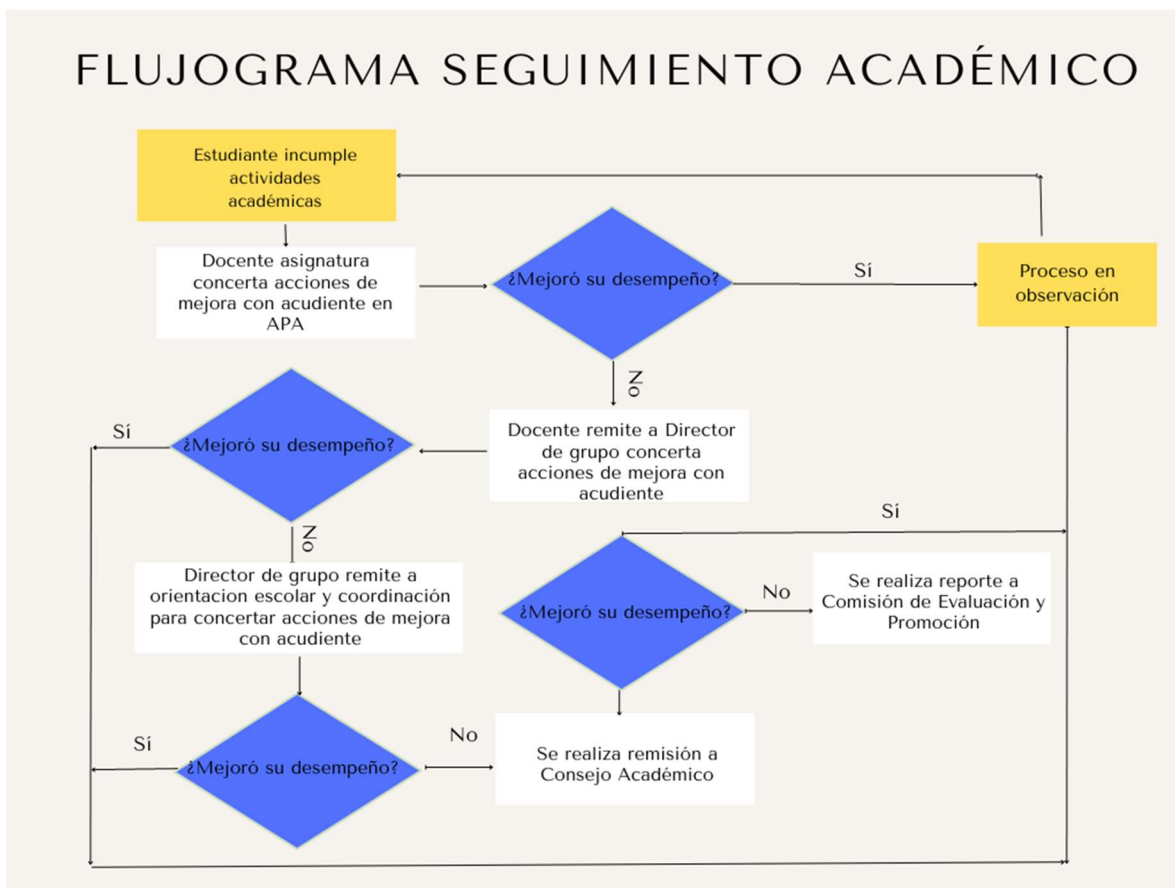 FLUJOGRAMA SEGUIMIENTO ACADÉMICO
Estudiante incumple
actividades
académicas
Docente asignatura
concerta acciones de
mejora con acudiente en
APA
¿Mejoró su desempeño?
Sí
Proceso en
observación
No
Docente remite a Director
de grupo concerta
acciones de mejora con
acudiente
¿Mejoró su desempeño?
Sí
No
Director de grupo remite a
orientacion escolar y coordinación
para concertar acciones de mejora
con acudiente
¿Mejoró su desempeño?
Sí
No
Se realiza remisión a
Consejo Académico
¿Mejoró su desempeño?
Sí
No
Se realiza reporte a
Comisión de Evaluación y
Promoción